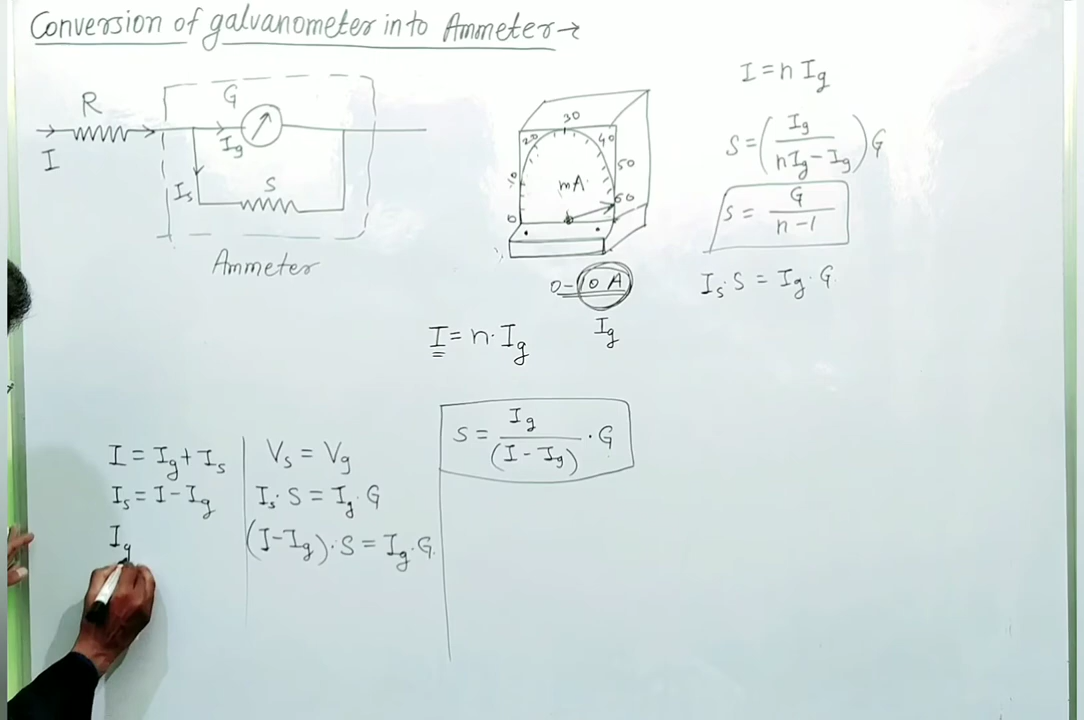 Conversion of galvanometer into Ammeter→
R
G
I
Ig
Is
S
Ammeter
0
10
20
30
40
50
60
mA
0-10 A
Ig
I = n·Ig
I = n Ig
S = (Ig / (nIg - Ig)) G
S = G / (n-1)
Is·S = Ig·G
I = Ig + Is
Is = I - Ig
Ig
Vs = Vg
Is·S = Ig·G
(I-Ig)·S = Ig·G
S = Ig / (I - Ig) ·G